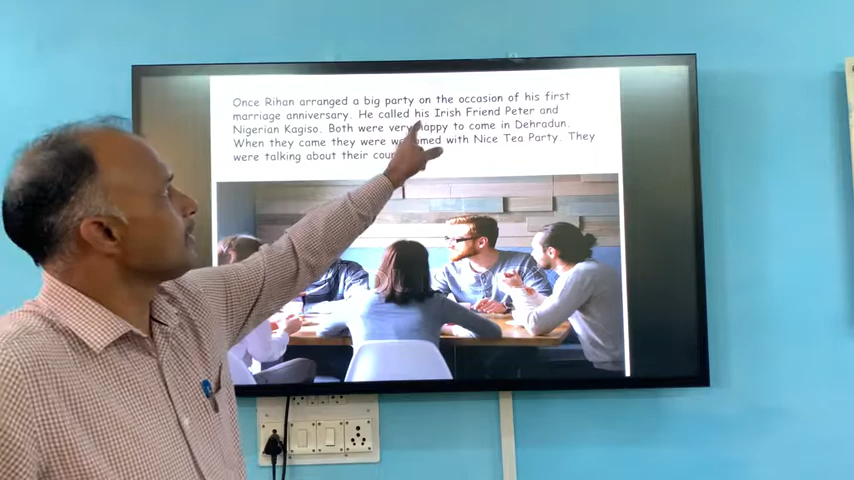 Once Rihan arranged a big party on the occasion of his first
marriage anniversary. He called his Irish Friend Peter and
Nigerian Kagiso. Both were very happy to come in Dehradun.
When they came they were with Nice Tea Party. They
were talking about their